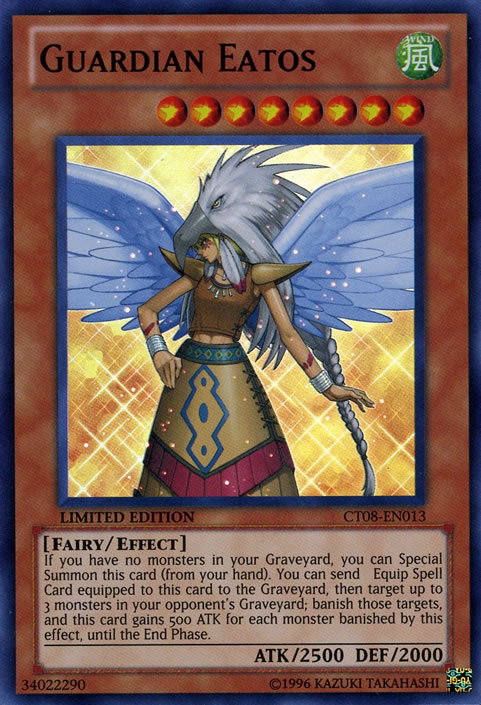 GUARDIAN EATOS
WIND
風
LIMITED EDITION
CT08-EN013
[FAIRY/EFFECT]
If you have no monsters in your Graveyard, you can Special
Summon this card (from your hand). You can send Equip Spell
Card equipped to this card to the Graveyard, then target up to
3 monsters in your opponent's Graveyard; banish those targets,
and this card gains 500 ATK for each monster banished by this
effect, until the End Phase.
ATK/2500 DEF/2000
34022290
©1996 KAZUKI TAKAHASHI